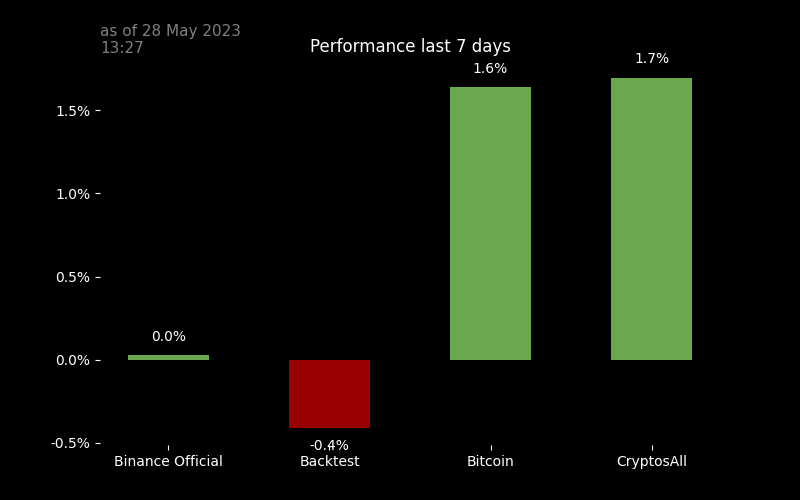 as of 28 May 2023
13:27
Performance last 7 days
1.7%
1.6%
1.5%
1.0%
0.5%
0.0%
0.0%
-0.4%
-0.5%
Binance Official
Backtest
Bitcoin
CryptosAll